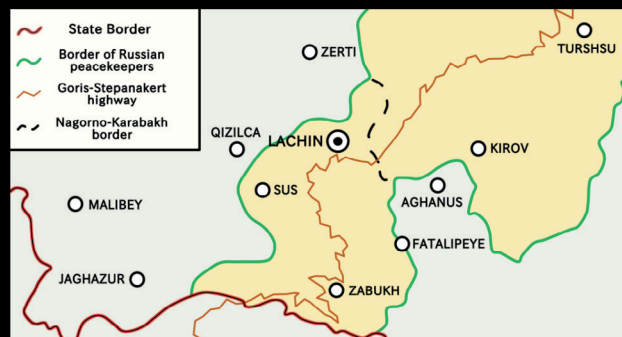 State Border
Border of Russian
peacekeepers
Goris-Stepanakert
highway
Nagorno-Karabakh
border
ZERTI
TURSHSU
QIZILCA
LACHIN
KIROV
SUS
AGHANUS
MALIBEY
FATALIPEYE
JAGHAZUR
ZABUKH